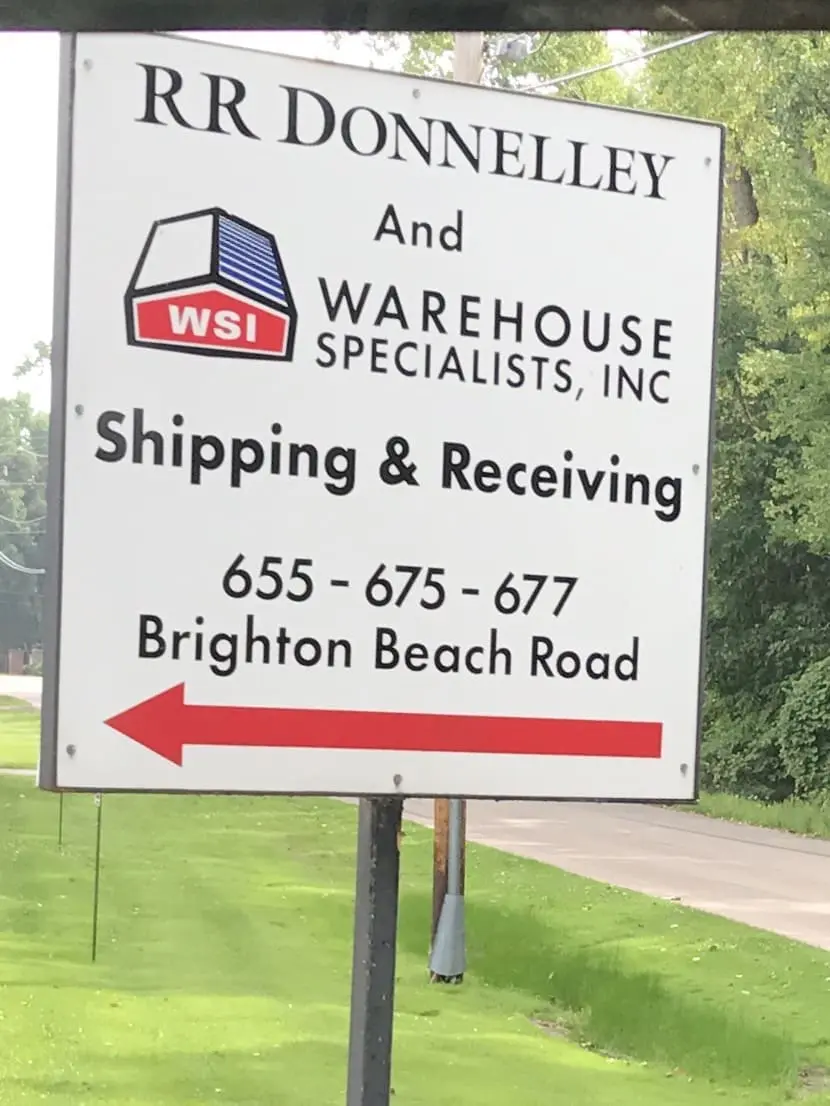 RR DONNELLEY
And
WSI
WAREHOUSE
SPECIALISTS, INC
Shipping & Receiving
655 - 675 - 677
Brighton Beach Road